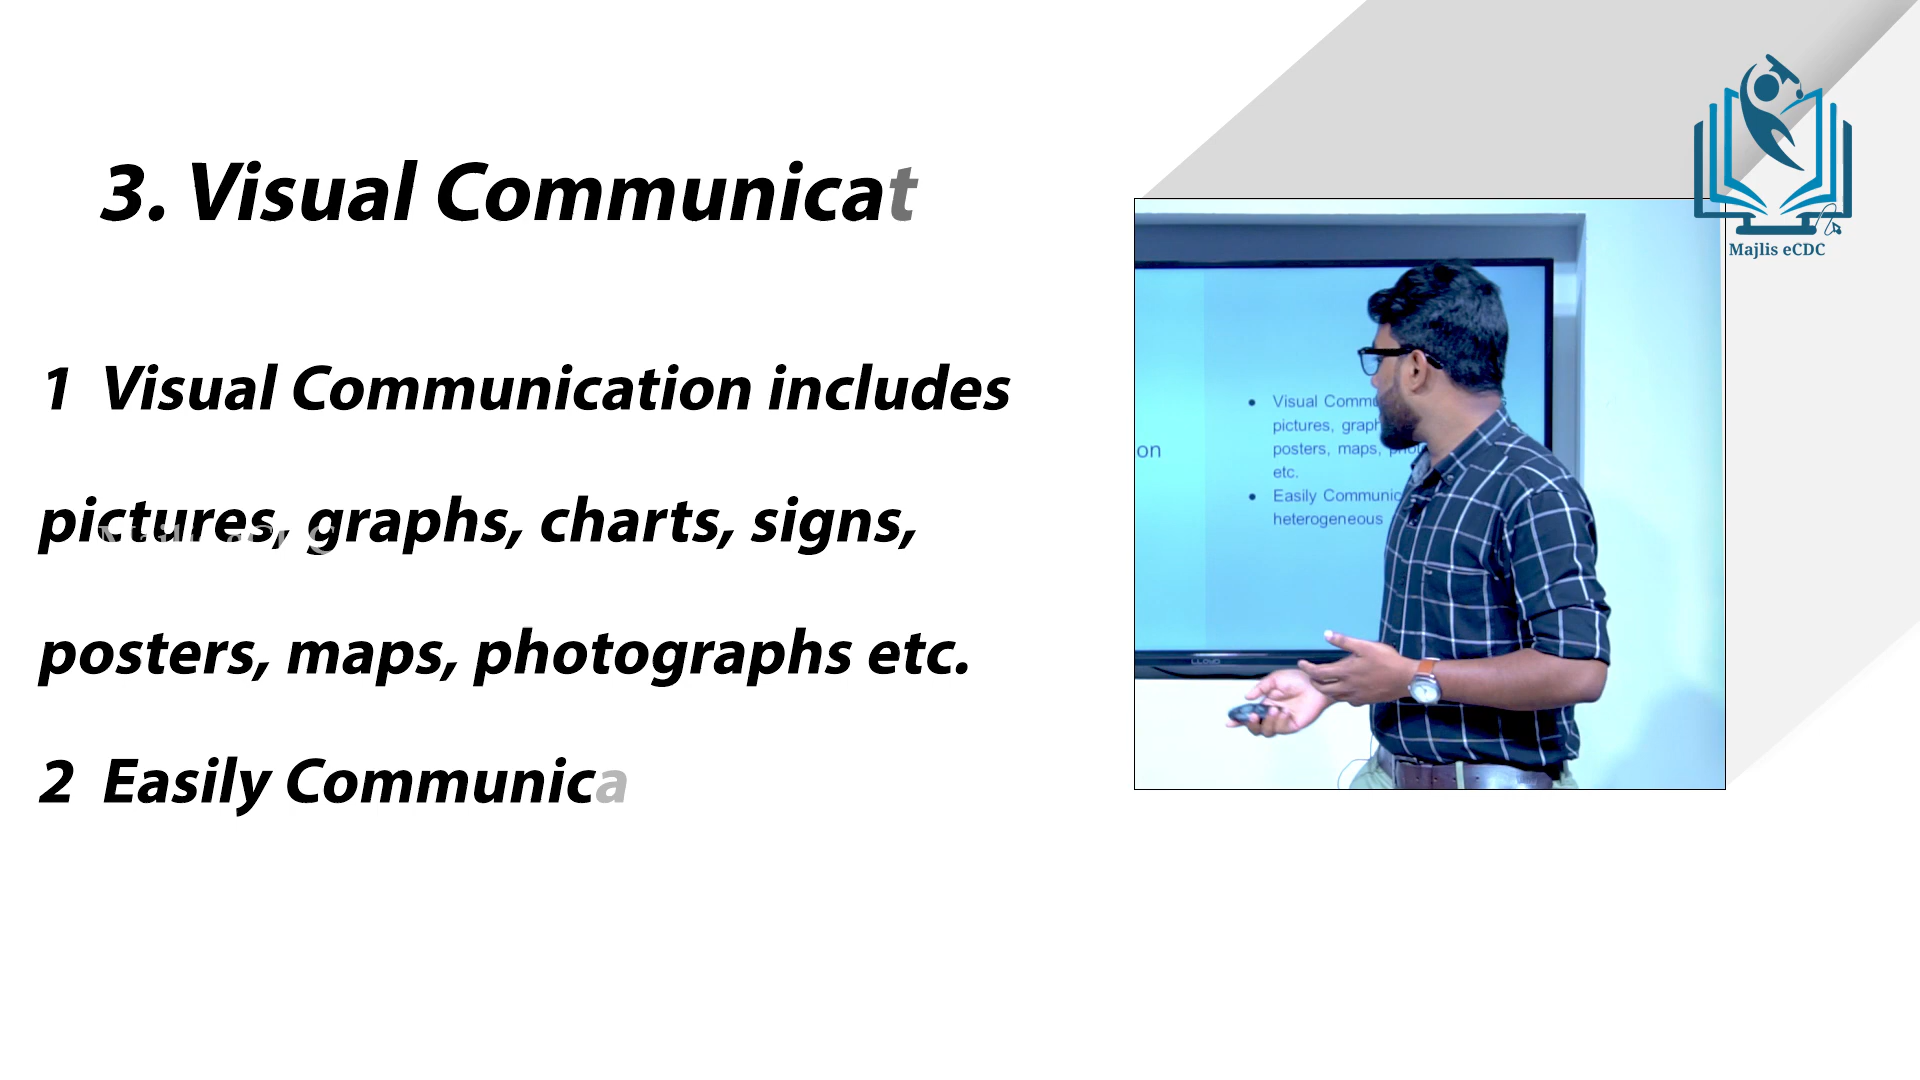 3. Visual Communicat
1 Visual Communication includes
pictures, graphs, charts, signs,
posters, maps, photographs etc.
2 Easily Communica
Majlis eCDC
on
• Visual Comm
pictures, graph
posters, maps,
etc.
• Easily Communic
heterogeneous
LLOYD